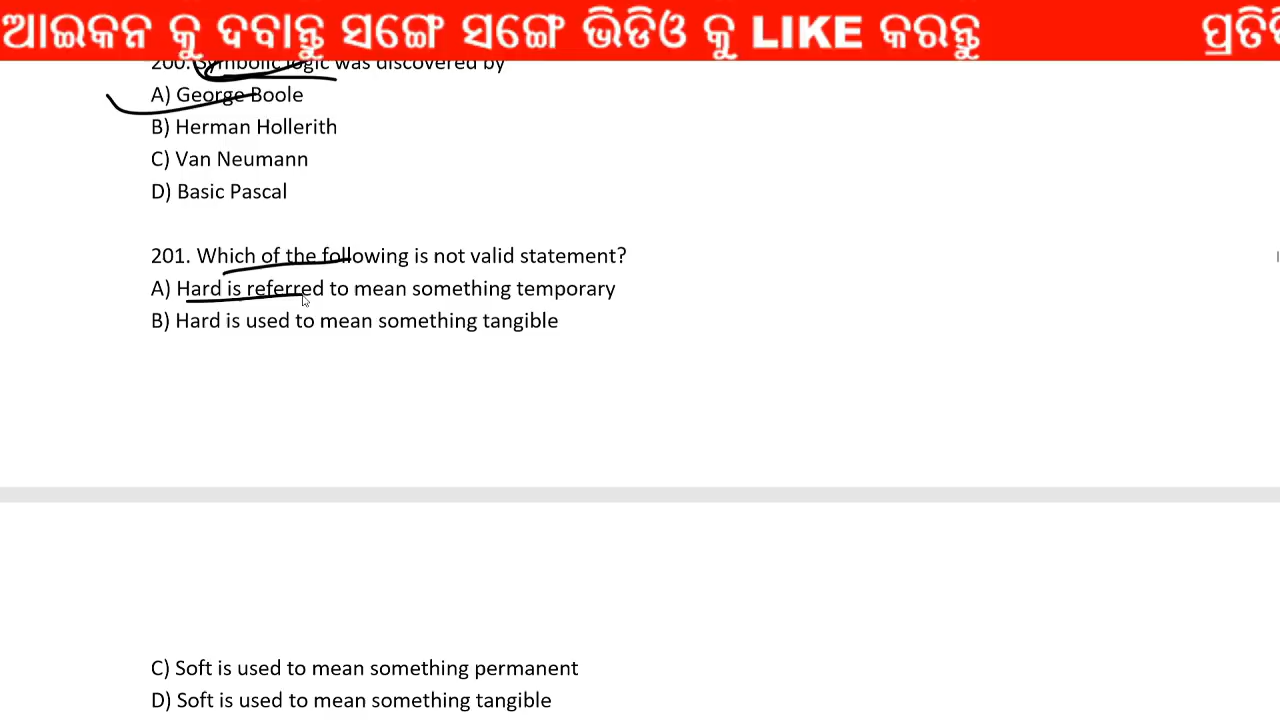 ଆଇକନ କୁ ଦବାନ୍ତୁ ସଙ୍ଗେ ସଙ୍ଗେ ଭିଡିଓ କୁ LIKE କରନ୍ତୁ
200. Symbolic logic was discovered by
A) George Boole
B) Herman Hollerith
C) Van Neumann
D) Basic Pascal
201. Which of the following is not valid statement?
A) Hard is referred to mean something temporary
B) Hard is used to mean something tangible
C) Soft is used to mean something permanent
D) Soft is used to mean something tangible